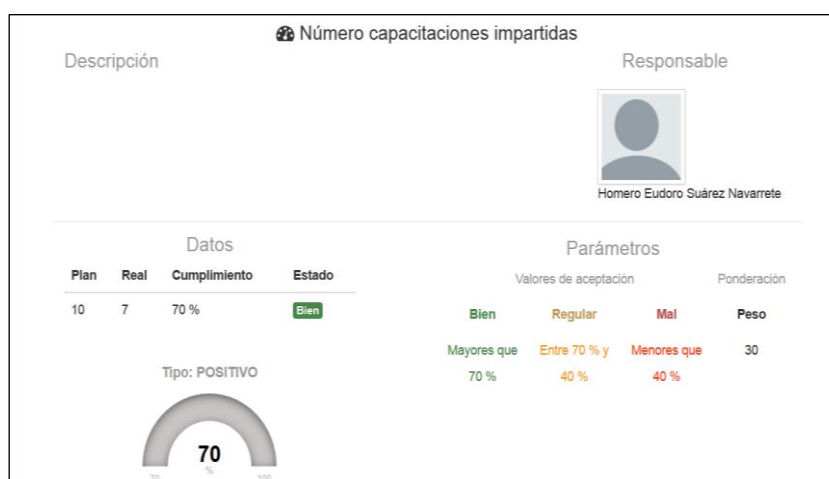 Número capacitaciones impartidas
Descripción
Responsable
Homero Eudoro Suárez Navarrete
Datos
Plan Real Cumplimiento Estado
10 7 70 % Bien
Tipo: POSITIVO
70
%
70 100
Parámetros
Valores de aceptación Ponderación
Bien Regular Mal Peso
Mayores que Entre 70 % y Menores que 30
70 % 40 % 40 %